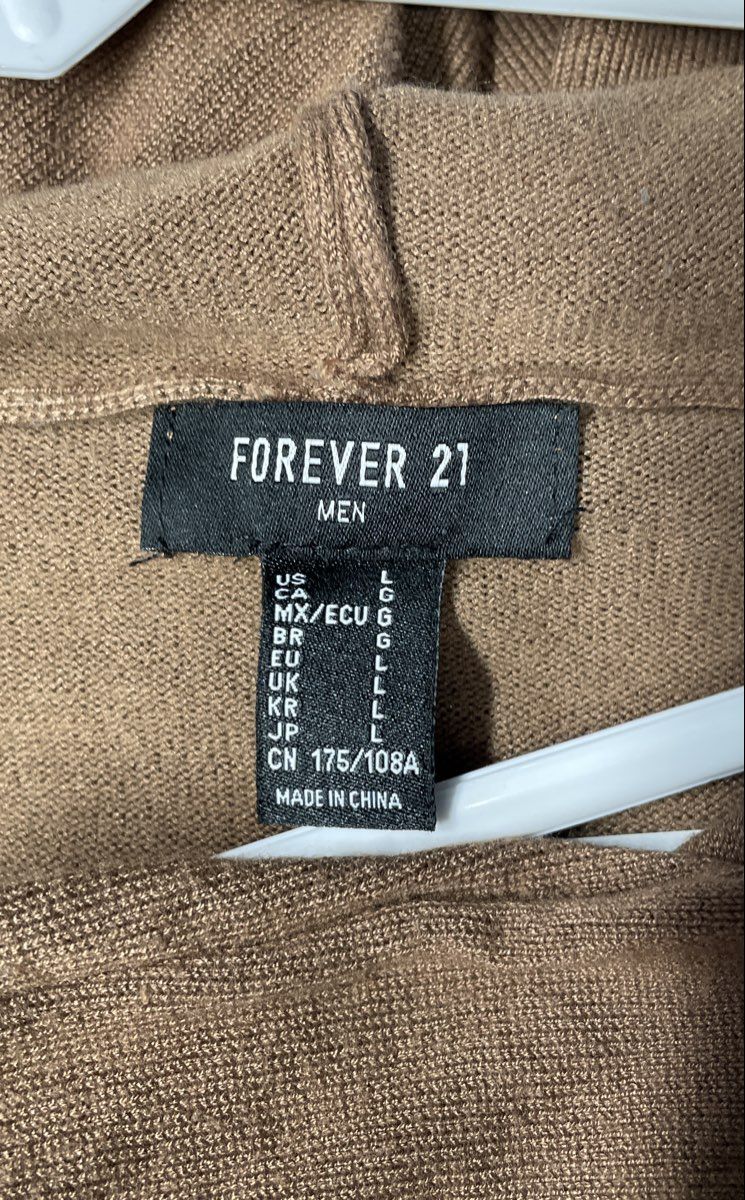 FOREVER 21
MEN
US L
CA G
MX/ECU G
BR G
EU L
UK L
KR L
JP L
CN 175/108A
MADE IN CHINA